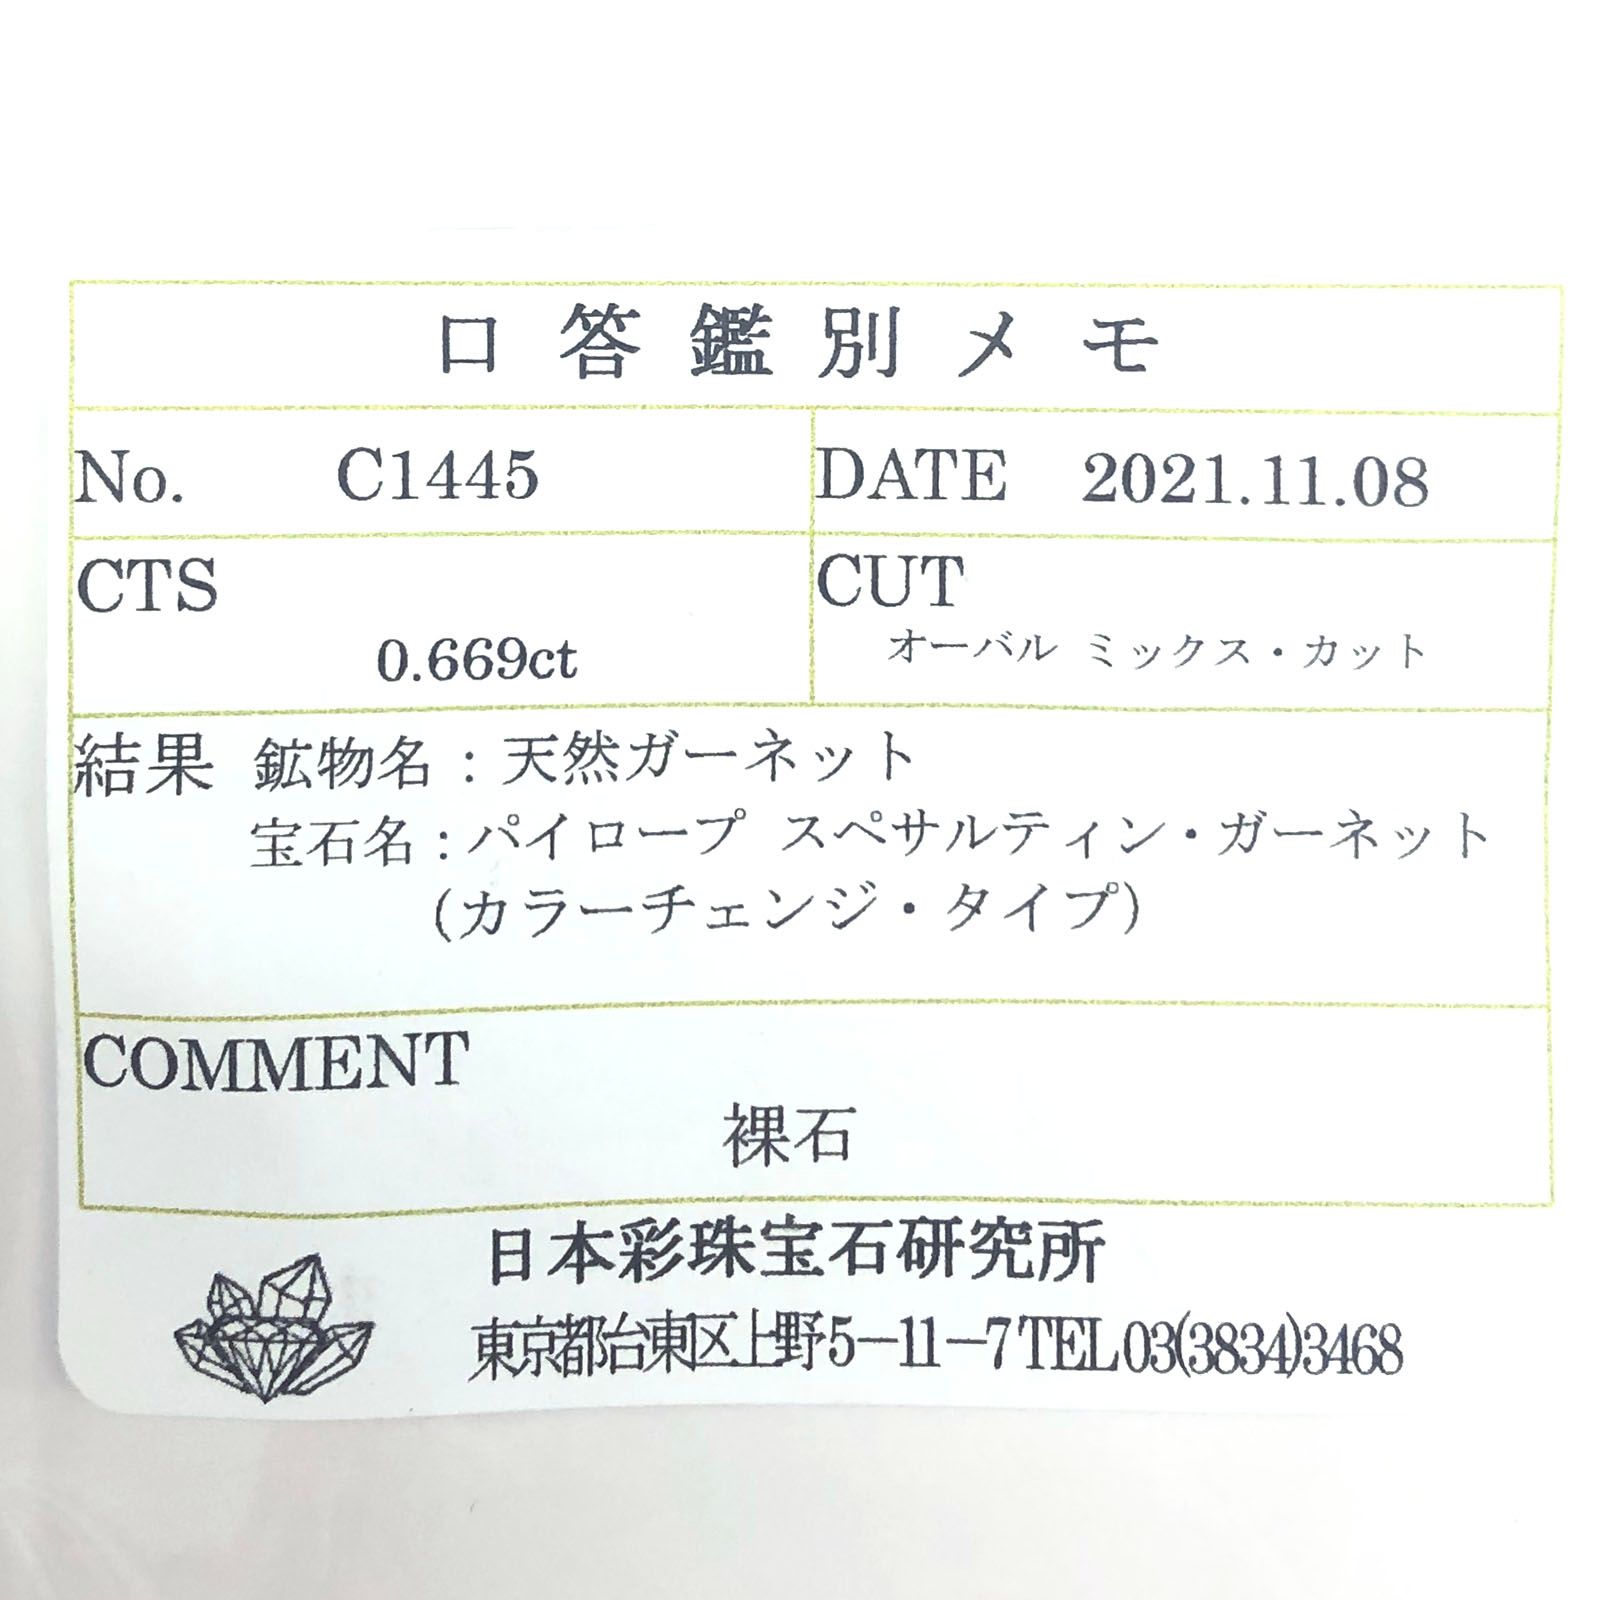 口答鑑別メモ
No. C1445 DATE 2021.11.08
CTS CUT
0.669ct オーバル ミックス・カット
結果 鉱物名:天然ガーネット
宝石名:パイロープ スペサルティン・ガーネット
(カラーチェンジ・タイプ)
COMMENT
裸石
日本彩珠宝石研究所
東京都台東区上野5-11-7 TEL 03(3834)3468